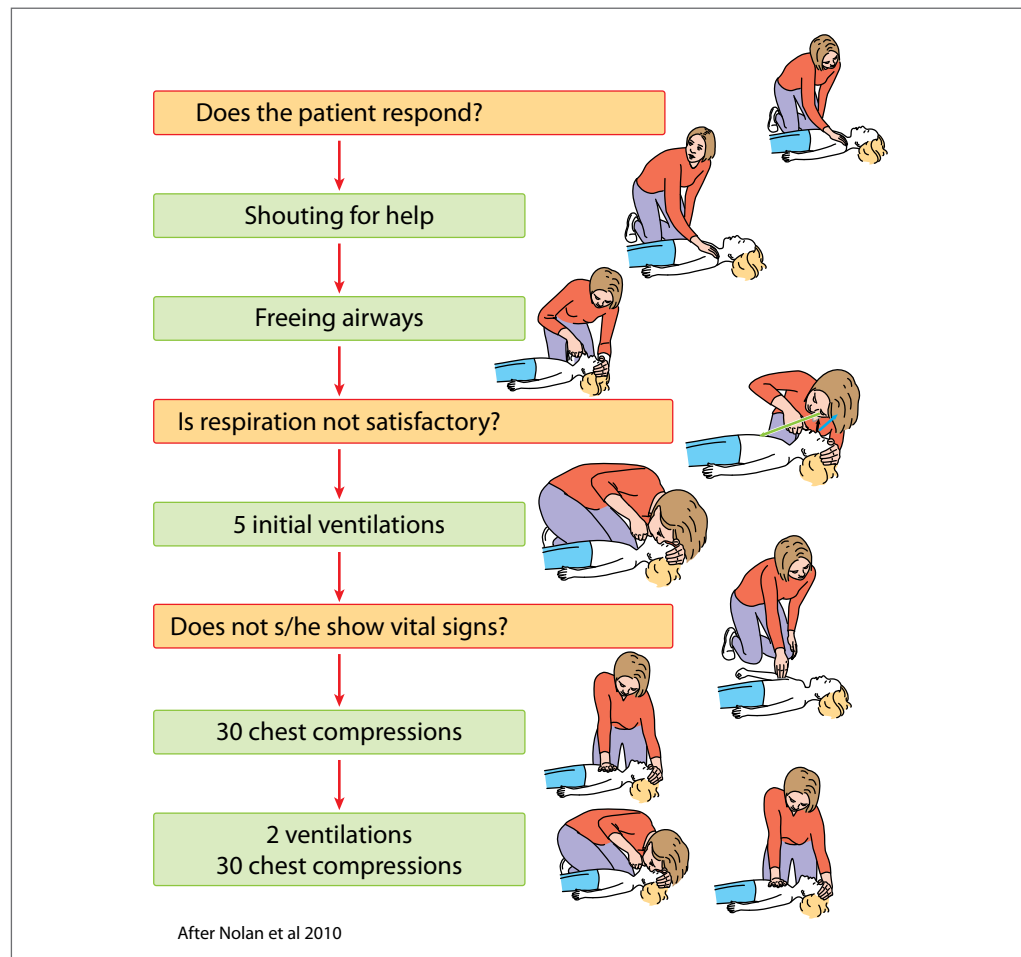 Does the patient respond?
Shouting for help
Freeing airways
Is respiration not satisfactory?
5 initial ventilations
Does not s/he show vital signs?
30 chest compressions
2 ventilations
30 chest compressions
After Nolan et al 2010